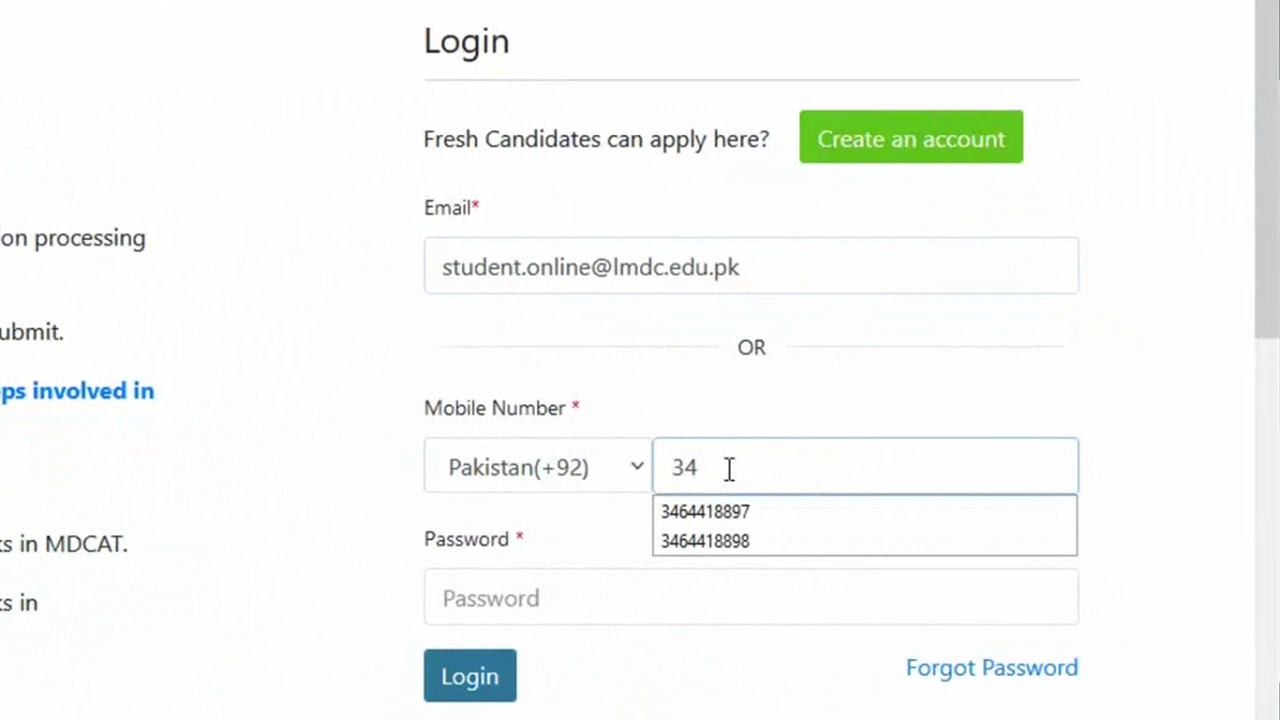 Login
Fresh Candidates can apply here?
Create an account
Email*
student.online@lmdc.edu.pk
OR
Mobile Number *
Pakistan(+92)
34
3464418897
3464418898
Password *
Password
Login
Forgot Password
on processing
ubmit.
ps involved in
s in MDCAT.
s in